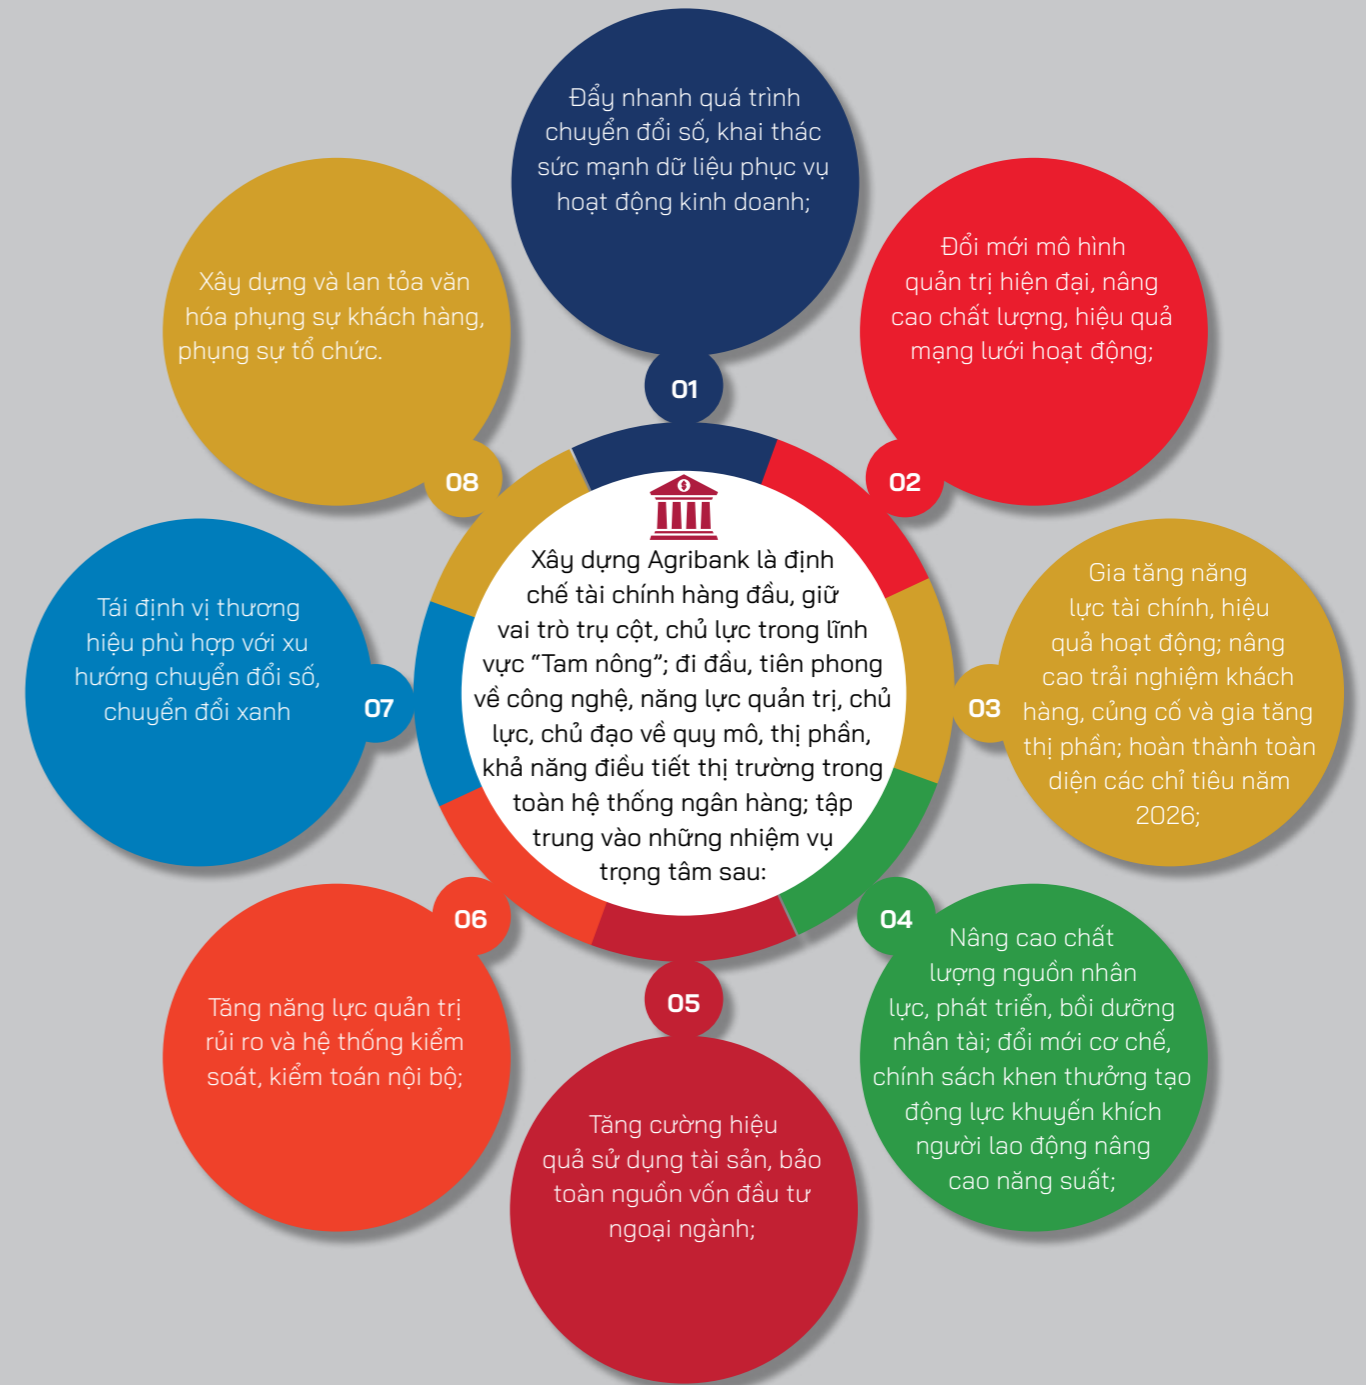 Đẩy nhanh quá trình
chuyển đổi số, khai thác
sức mạnh dữ liệu phục vụ
hoạt động kinh doanh;
01
Đổi mới mô hình
quản trị hiện đại, nâng
cao chất lượng, hiệu quả
mạng lưới hoạt động;
02
Gia tăng năng
lực tài chính, hiệu
quả hoạt động; nâng
cao trải nghiệm khách
hàng, củng cố và gia tăng
thị phần; hoàn thành toàn
diện các chỉ tiêu năm
2026;
03
04
Nâng cao chất
lượng nguồn nhân
lực, phát triển, bồi dưỡng
nhân tài; đổi mới cơ chế,
chính sách khen thưởng tạo
động lực khuyến khích
người lao động nâng
cao năng suất;
05
Tăng cường hiệu
quả sử dụng tài sản, bảo
toàn nguồn vốn đầu tư
ngoại ngành;
06
Tăng năng lực quản trị
rủi ro và hệ thống kiểm
soát, kiểm toán nội bộ;
Tái định vị thương
hiệu phù hợp với xu
hướng chuyển đổi số,
chuyển đổi xanh
07
Xây dựng và lan tỏa văn
hóa phụng sự khách hàng,
phụng sự tổ chức.
08
$
Xây dựng Agribank là định
chế tài chính hàng đầu, giữ
vai trò trụ cột, chủ lực trong lĩnh
vực “Tam nông”; đi đầu, tiên phong
về công nghệ, năng lực quản trị, chủ
lực, chủ đạo về quy mô, thị phần,
khả năng điều tiết thị trường trong
toàn hệ thống ngân hàng; tập
trung vào những nhiệm vụ
trọng tâm sau: